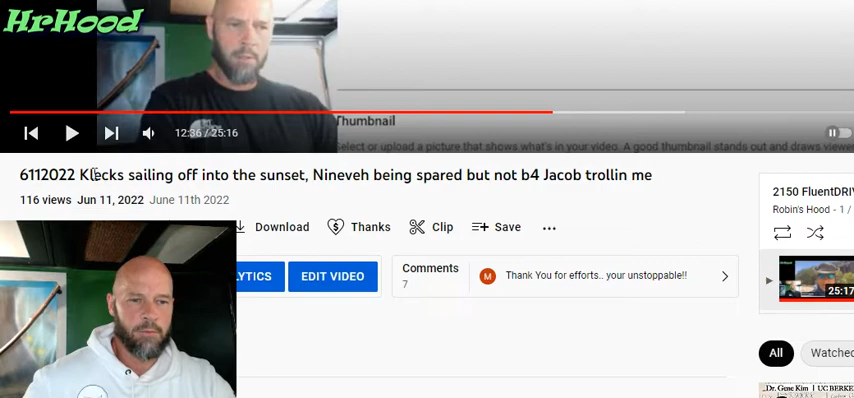 HrHood
Thumbnail
Select or upload a picture that shows what's in your video. A good thumbnail stands out and draws viewer
12:36 / 25:16
6112022 Klecks sailing off into the sunset, Nineveh being spared but not b4 Jacob trollin me
116 views Jun 11, 2022 June 11th 2022
2150 FluentDRIV
Robin's Hood - 1 /
Download Thanks Clip Save ...
LYTICS EDIT VIDEO
Comments
7
Thank You for efforts.. your unstoppable!!
HrHood
25:17
All Watched
Dr. Gene Kim | UC BERKE